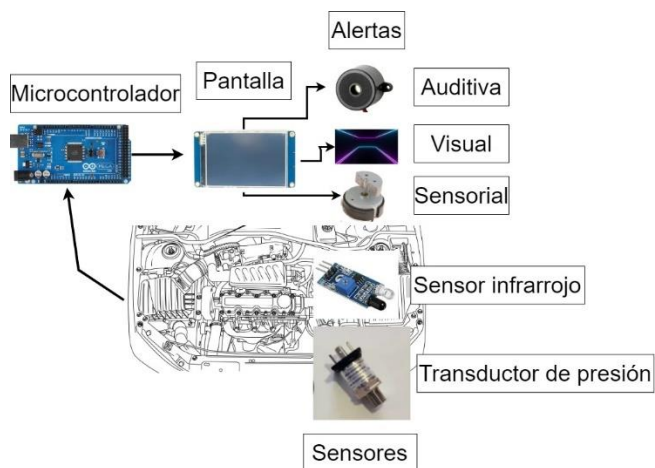 Alertas
Microcontrolador
Pantalla
Auditiva
Visual
Sensorial
Sensor infrarrojo
Transductor de presión
Sensores